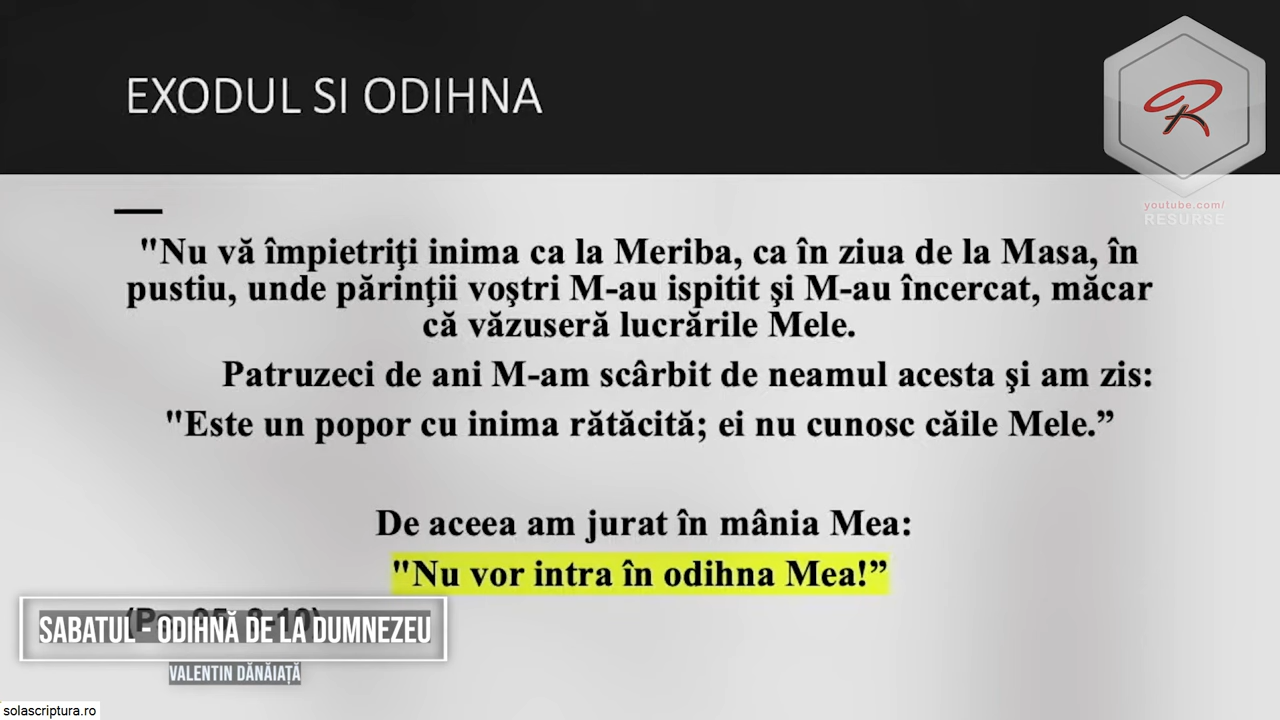 EXODUL SI ODIHNA
R
youtube.com/
RESURSE
"Nu vă împietriţi inima ca la Meriba, ca în ziua de la Masa, în
pustiu, unde părinţii voştri M-au ispitit şi M-au încercat, măcar
că văzuseră lucrările Mele.
Patruzeci de ani M-am scârbit de neamul acesta şi am zis:
"Este un popor cu inima rătăcită; ei nu cunosc căile Mele.”
De aceea am jurat în mânia Mea:
"Nu vor intra în odihna Mea!”
SABATUL - ODIHNĂ DE LA DUMNEZEU
VALENTIN DĂNĂIAȚĂ
solascriptura.ro